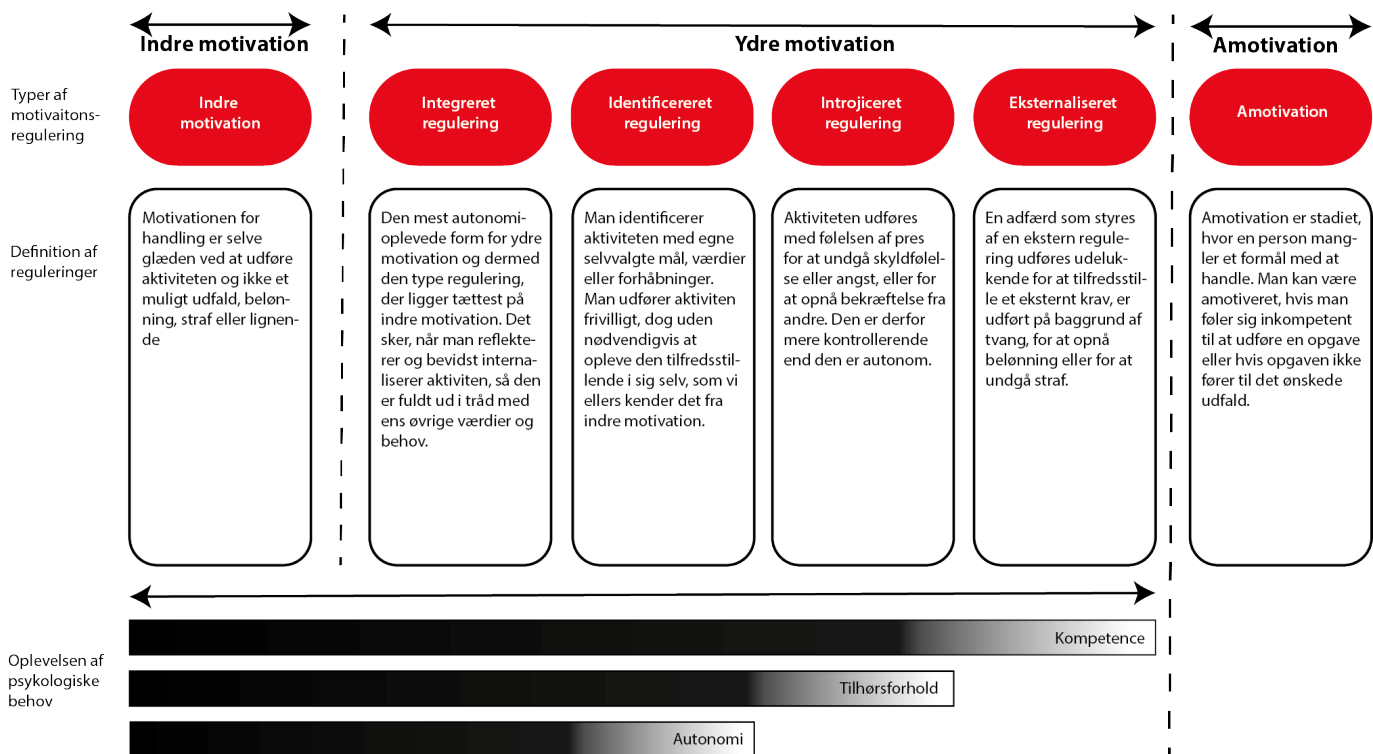 Indre motivation
Ydre motivation
Amotivation
Typer af
motivaitons-
regulering
Indre
motivation
Integreret
regulering
Identificereret
regulering
Introjiceret
regulering
Eksternaliseret
regulering
Amotivation
Definition af
reguleringer
Motivationen for
handling er selve
glæden ved at udføre
aktiviteten og ikke et
muligt udfald, beløn-
ning, straf eller lignen-
de
Den mest autonomi-
oplevede form for ydre
motivation og dermed
den type regulering,
der ligger tættest på
indre motivation. Det
sker, når man reflekte-
rer og bevidst interna-
liserer aktiviten, så den
er fuldt ud i tråd med
ens øvrige værdier og
behov.
Man identificerer
aktiviteten med egne
selvvalgte mål, værdier
eller forhåbninger.
Man udfører aktiviten
frivilligt, dog uden
nødvendigvis at
opleve den tilfredsstil-
lende i sig selv, som vi
ellers kender det fra
indre motivation.
Aktiviteten udføres
med følelsen af pres
for at undgå skyldfølel-
se eller angst, eller for
at opnå bekræftelse fra
andre. Den er derfor
mere kontrollerende
end den er autonom.
En adfærd som styres
af en ekstern regule-
ring udføres udeluk-
kende for at tilfredsstil-
le et eksternt krav, er
udført på baggrund af
tvang, for at opnå
belønning eller for at
undgå straf.
Amotivation er stadiet,
hvor en person mang-
ler et formål med at
handle. Man kan være
amotiveret, hvis man
føler sig inkompetent
til at udføre en opgave
eller hvis opgaven ikke
fører til det ønskede
udfald.
Oplevelsen af
psykologiske
behov
Kompetence
Tilhørsforhold
Autonomi